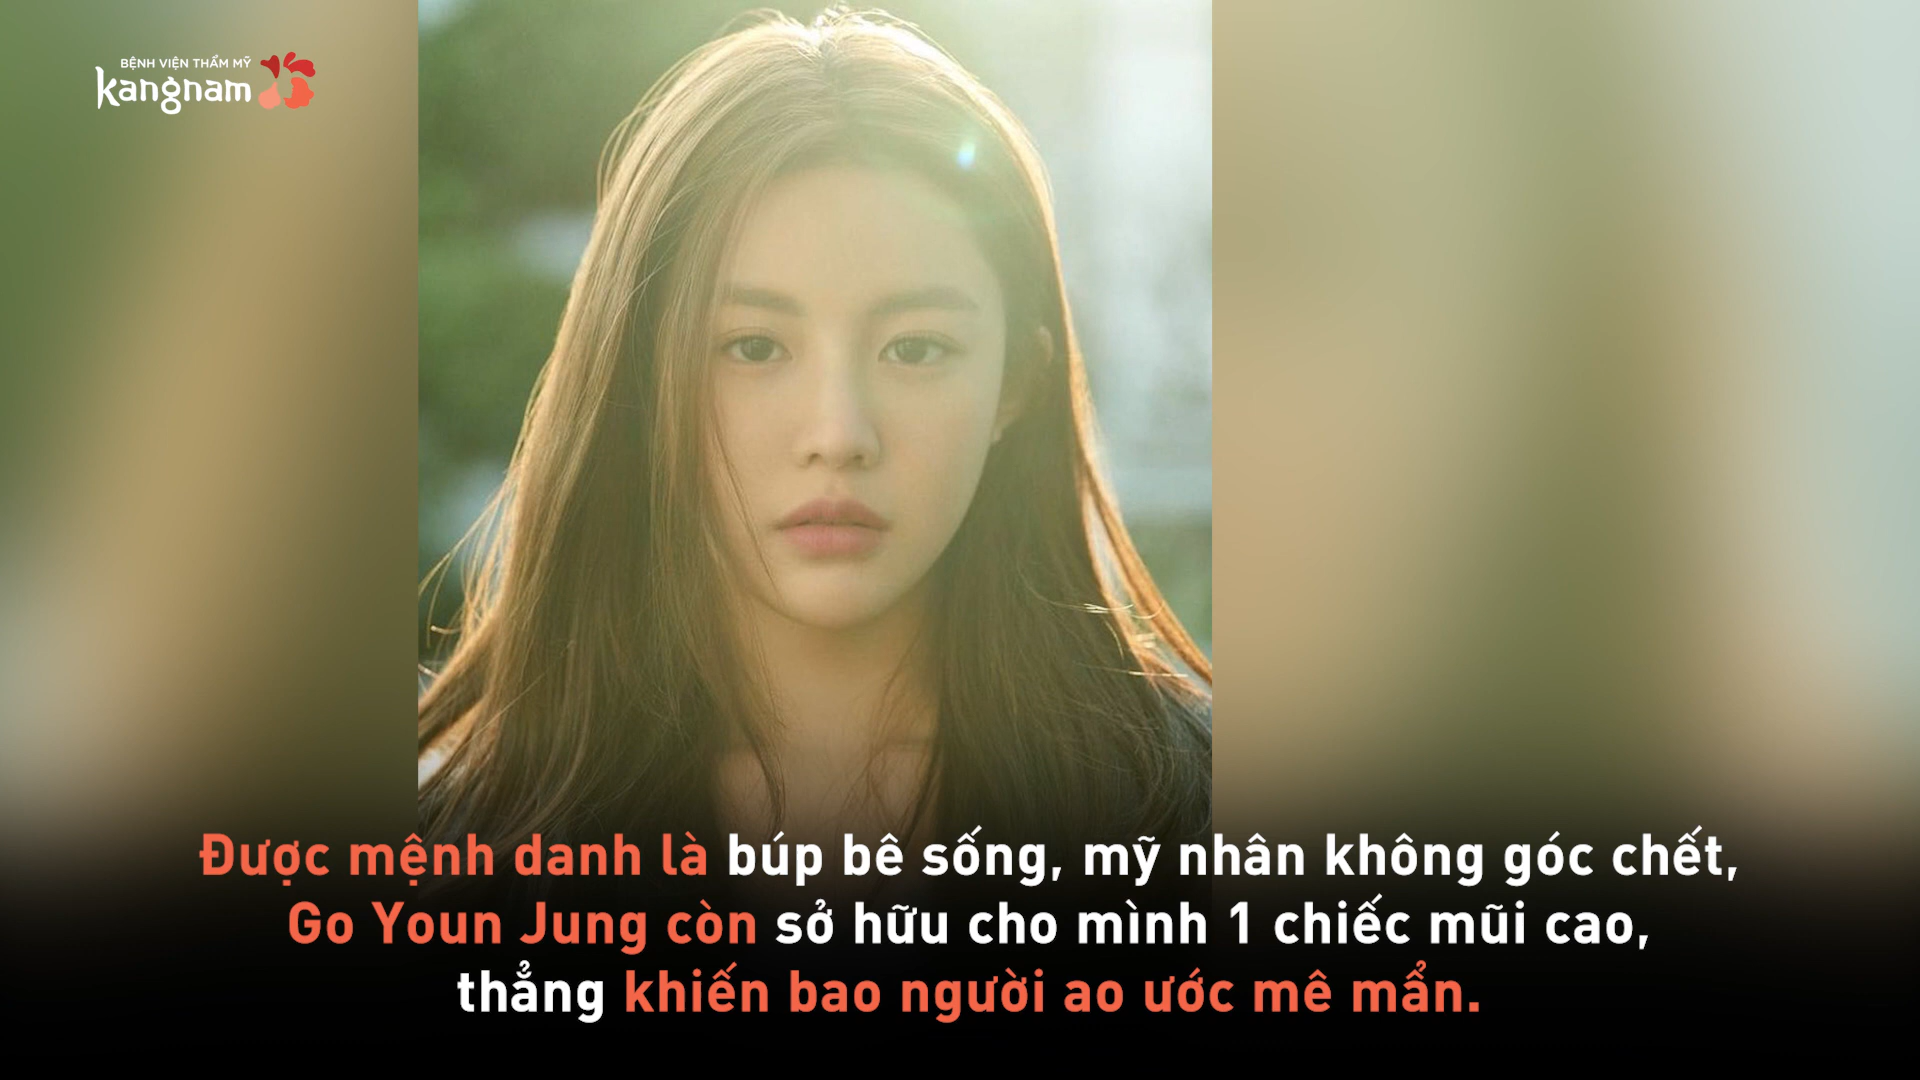 BỆNH VIỆN THẨM MỸ
kangnam
Được mệnh danh là búp bê sống, mỹ nhân không góc chết,
Go Youn Jung còn sở hữu cho mình 1 chiếc mũi cao,
thẳng khiến bao người ao ước mê mẩn.